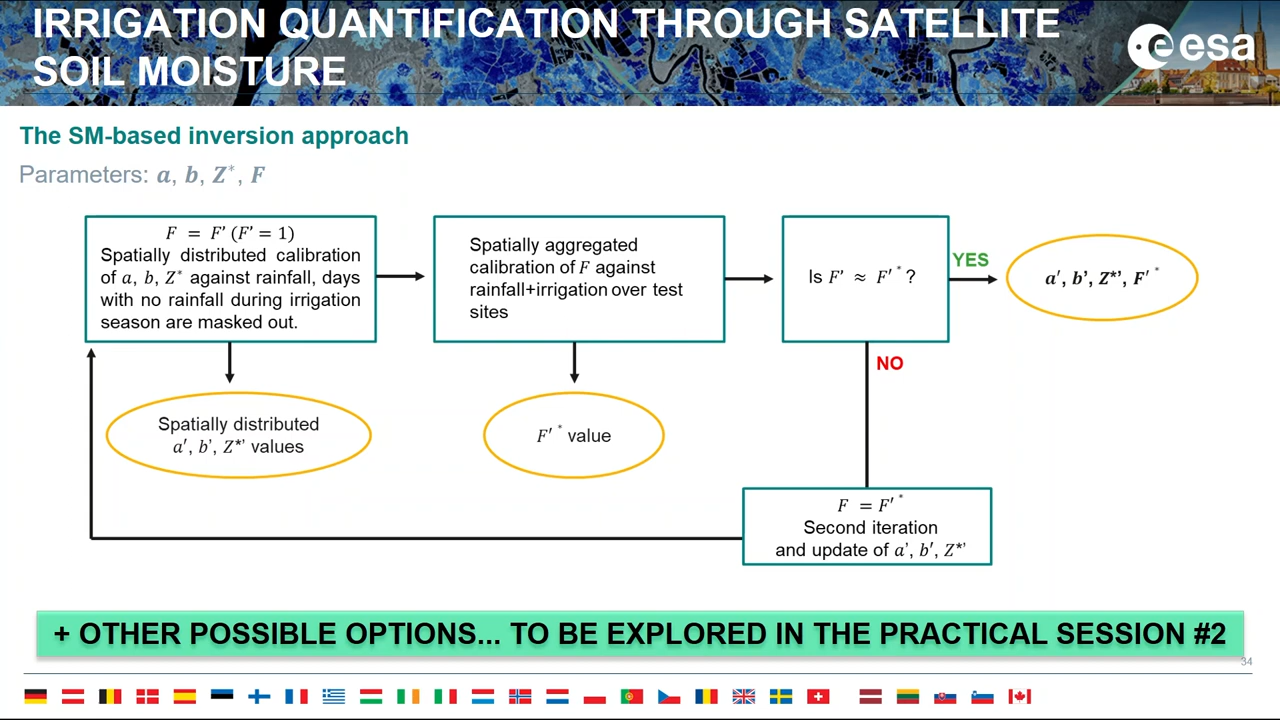 IRRIGATION QUANTIFICATION THROUGH SATELLITE
SOIL MOISTURE
esa
The SM-based inversion approach
Parameters: a, b, Z*, F
F = F' (F' = 1)
Spatially distributed calibration
of a, b, Z* against rainfall, days
with no rainfall during irrigation
season are masked out.
Spatially aggregated
calibration of F against
rainfall+irrigation over test
sites
Is F' ≈ F'*?
YES
a', b', Z*', F'*
NO
Spatially distributed
a', b', Z*' values
F'* value
F = F'*
Second iteration
and update of a', b', Z*'
+ OTHER POSSIBLE OPTIONS... TO BE EXPLORED IN THE PRACTICAL SESSION #2
34